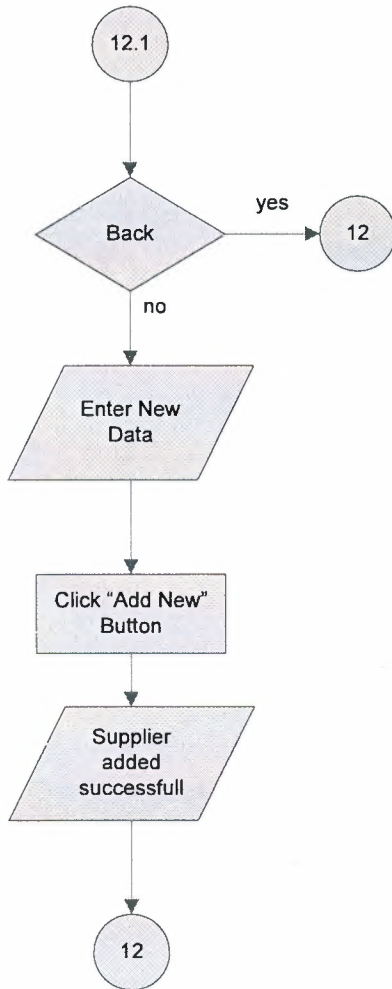 12.1
Back
yes
12
no
Enter New
Data
Click “Add New”
Button
Supplier
added
successfull
12